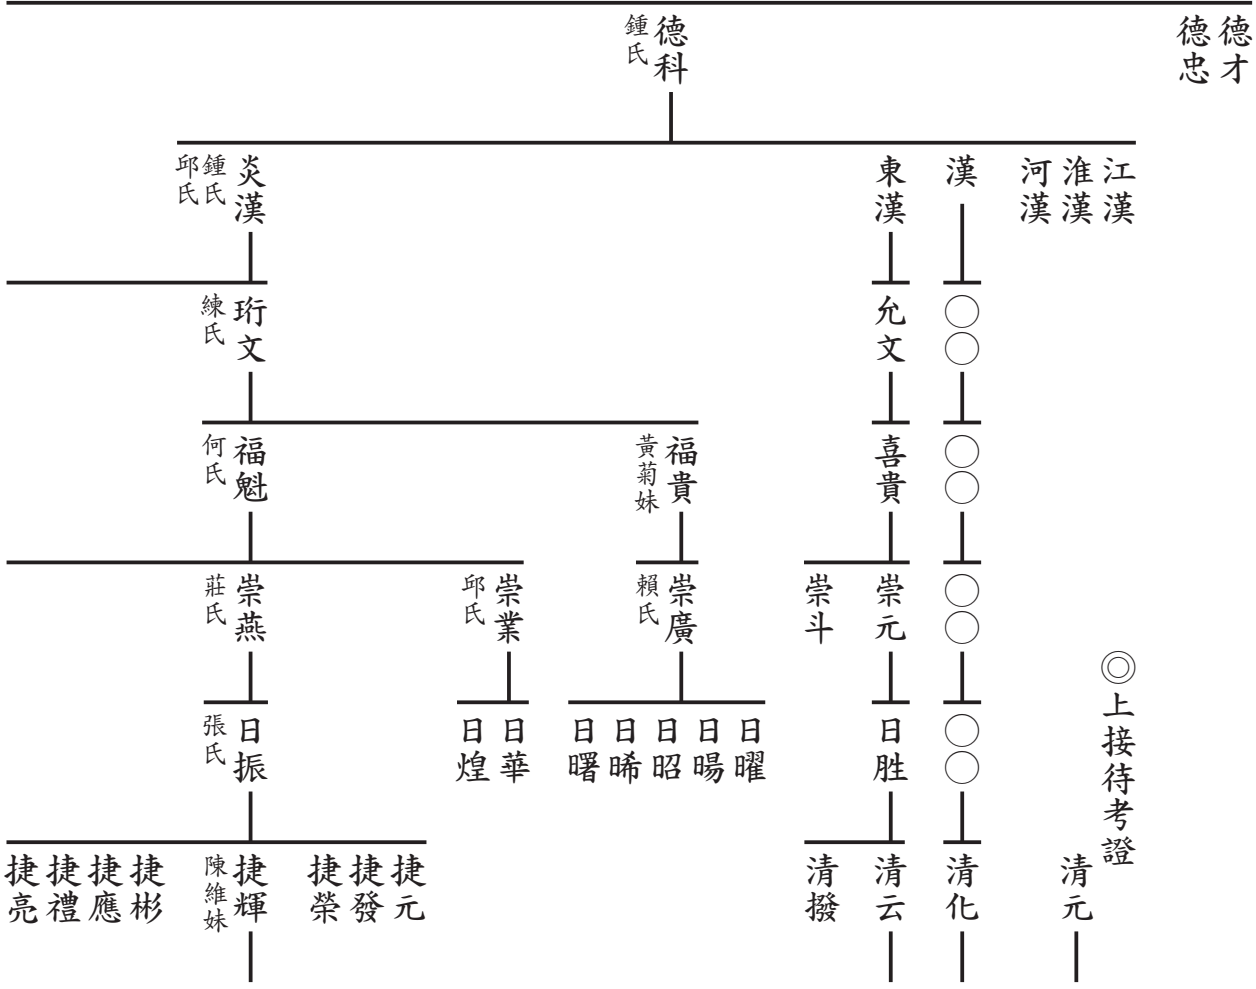 德才
德忠
德科
鍾氏
江漢
淮漢
河漢
漢
東漢
炎漢
鍾氏
邱氏
○○
允文
珩文
練氏
○○
喜貴
福貴
黃菊妹
福魁
何氏
○○
崇元
崇斗
崇廣
賴氏
崇業
邱氏
崇燕
莊氏
◎上接待考證
○○
日胜
日曜
日暘
日昭
日晞
日曙
日華
日煌
日振
張氏
清元
清化
清云
清撥
捷元
捷發
捷榮
捷輝
陳維妹
捷彬
捷應
捷禮
捷亮